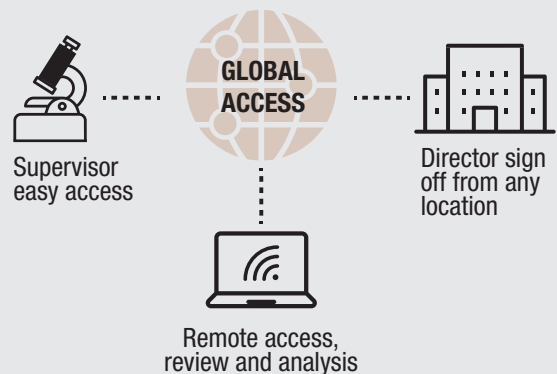 GLOBAL
ACCESS
Supervisor
easy access
Director sign
off from any
location
Remote access,
review and analysis